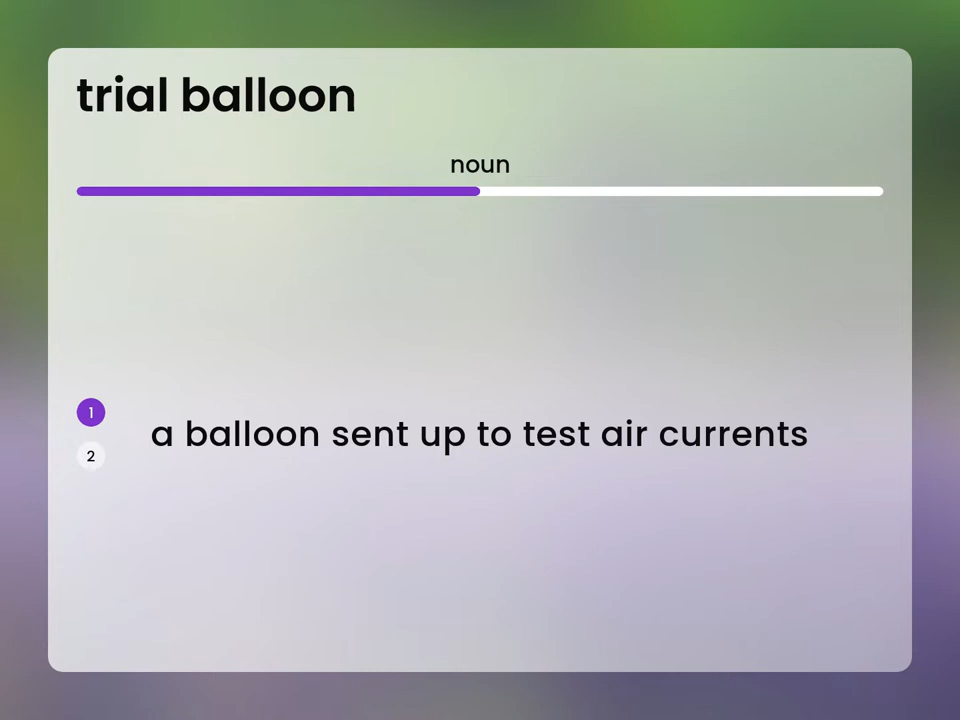 trial balloon
noun
1
a balloon sent up to test air currents
2